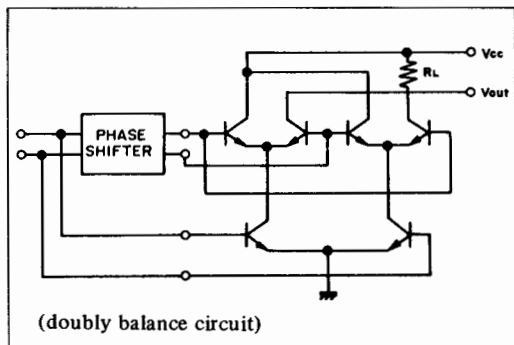 Vcc
RL
Vout
PHASE
SHIFTER
(doubly balance circuit)